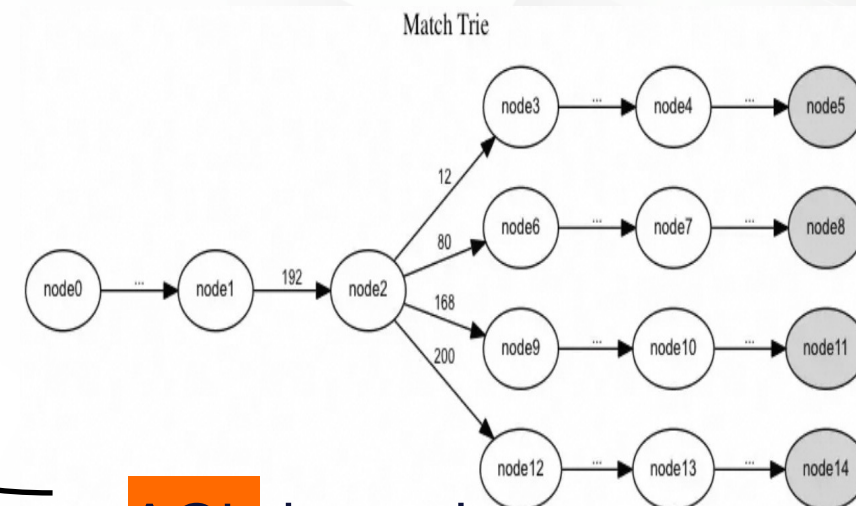 Match Trie
node3 ... node4 ... node5
12
node6 ... node7 ... node8
80
node0 ... node1 192 node2
168
node9 ... node10 ... node11
200
node12 ... node13 ... node14